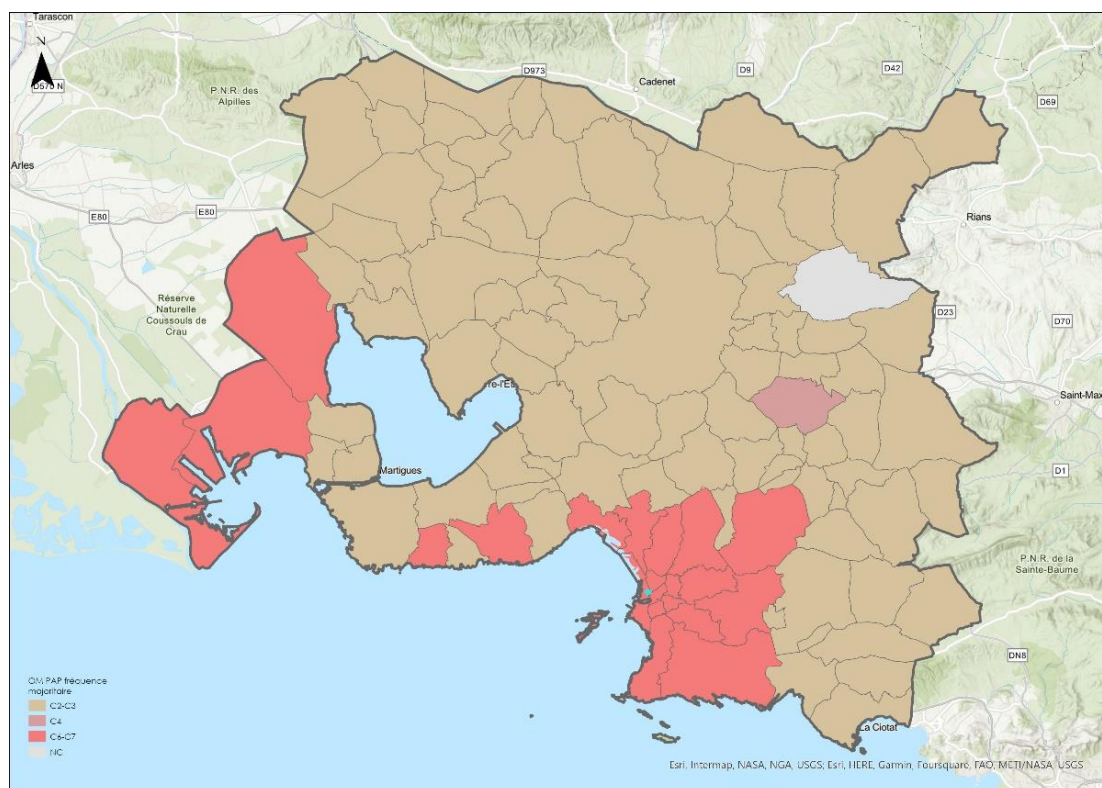 Tarascon
N
D570 N
P.N.R. des
Alpilles
D973
Cadenet
D9
D42
D69
Arles
E80
E80
Rians
Réserve
Naturelle
Coussouls de
Crau
D23
D70
re-l'Es
Saint-Max
Martigues
D1
P.N.R. de la
Sainte-Baume
DN8
La Ciotat
OM PAP fréquence
majoritaire
C2-C3
C4
C6-C7
NC
Esri, Intermap, NASA, NGA, USGS; Esri, HERE, Garmin, Foursquare, FAO, METI/NASA, USGS